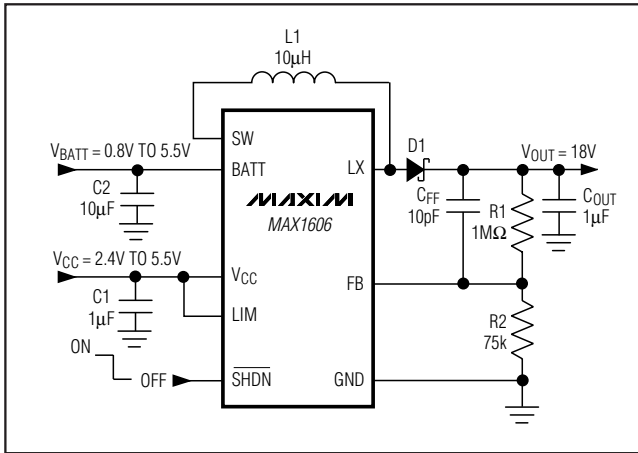 L1
10μH
SW
V_BATT = 0.8V TO 5.5V
BATT
LX
D1
V_OUT = 18V
C2
10μF
MAXIM
MAX1606
C_FF
10pF
R1
1MΩ
C_OUT
1μF
V_CC = 2.4V TO 5.5V
V_CC
FB
C1
1μF
LIM
R2
75k
ON
OFF
SHDN
GND